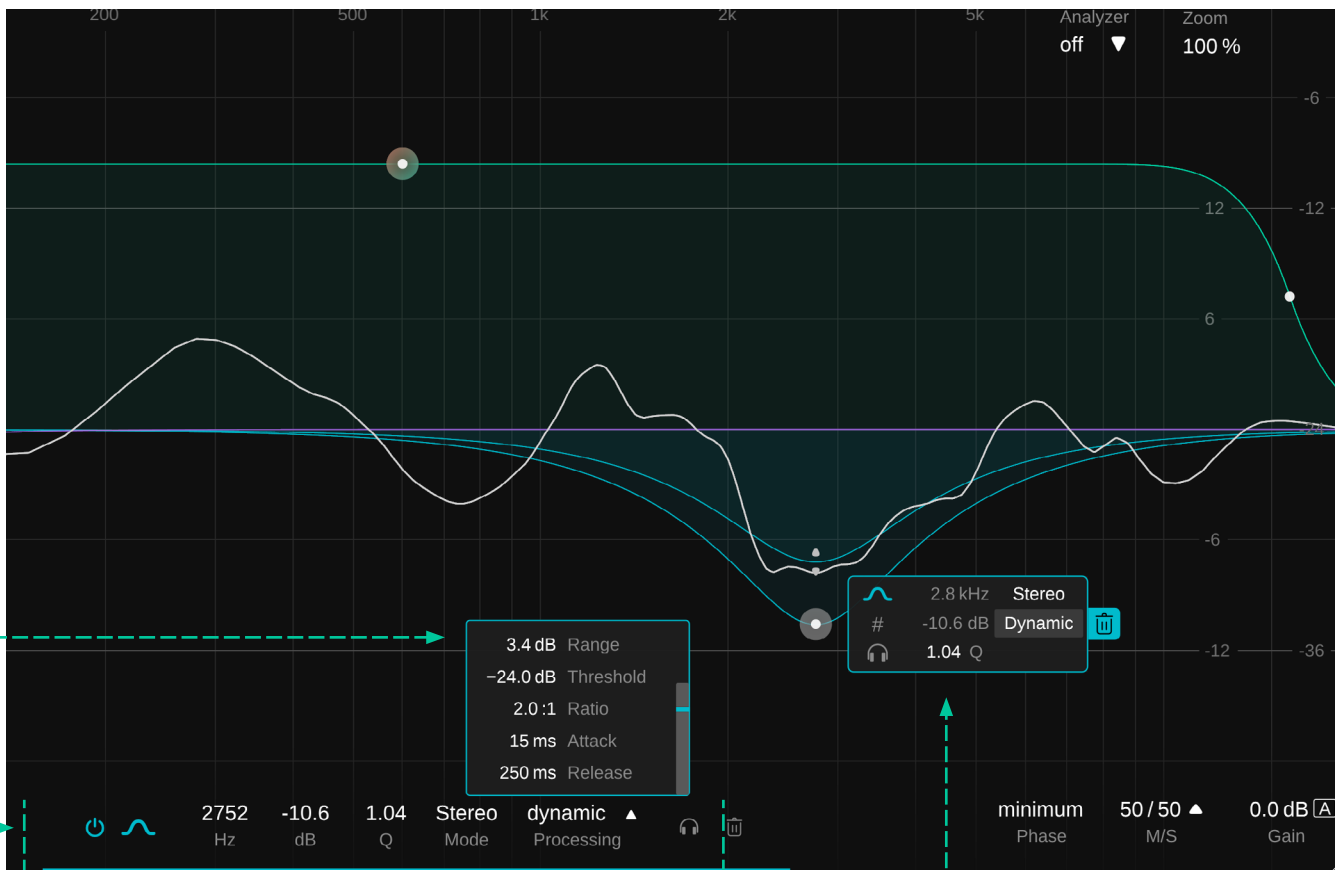 200 500 1k 2k 5k Analyzer Zoom
off 100 %
-6
12 -12
6
-24
-6
2.8 kHz Stereo
# -10.6 dB Dynamic
1.04 Q
-12 -36
3.4 dB Range
−24.0 dB Threshold
2.0 :1 Ratio
15 ms Attack
250 ms Release
2752 -10.6 1.04 Stereo dynamic minimum 50 / 50 0.0 dB A
Hz dB Q Mode Processing Phase M/S Gain